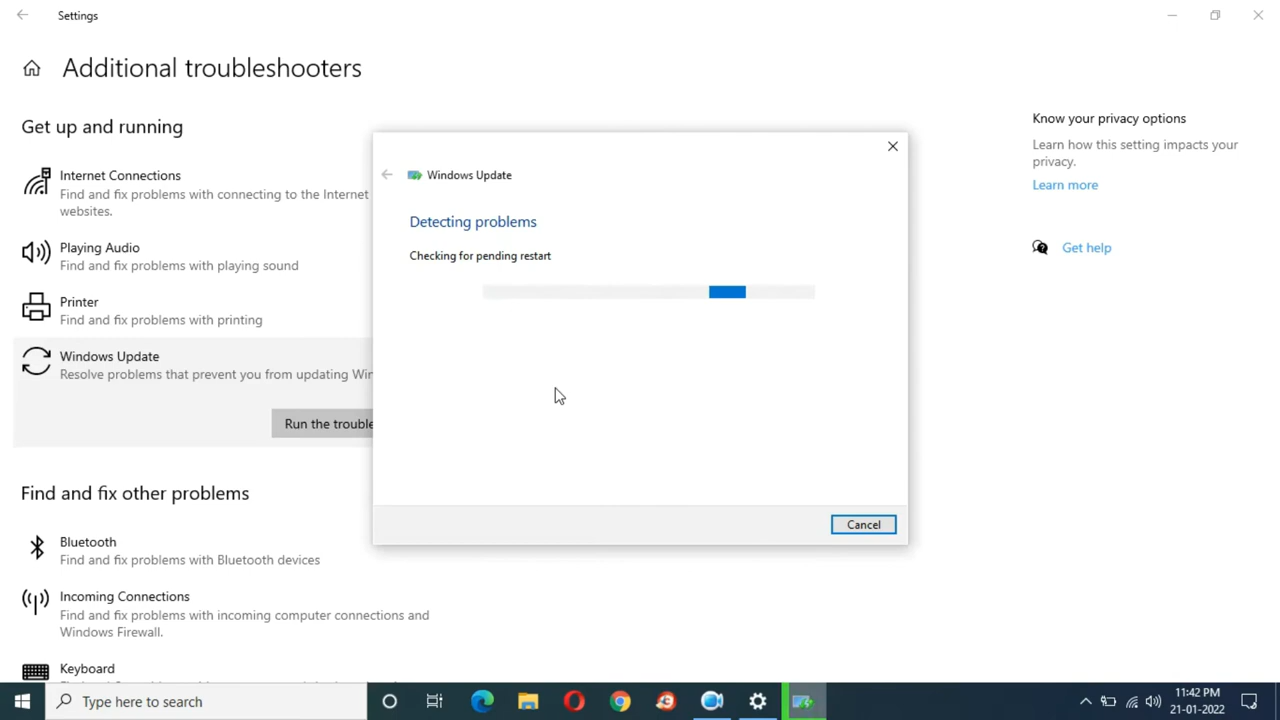 Settings
Additional troubleshooters
Get up and running
Internet Connections
Find and fix problems with connecting to the Internet
websites.
Playing Audio
Find and fix problems with playing sound
Printer
Find and fix problems with printing
Windows Update
Resolve problems that prevent you from updating Win
Run the trouble
Find and fix other problems
Bluetooth
Find and fix problems with Bluetooth devices
Incoming Connections
Find and fix problems with incoming computer connections and
Windows Firewall.
Keyboard
Windows Update
Detecting problems
Checking for pending restart
Cancel
Know your privacy options
Learn how this setting impacts your
privacy.
Learn more
Get help
Type here to search
11:42 PM
21-01-2022